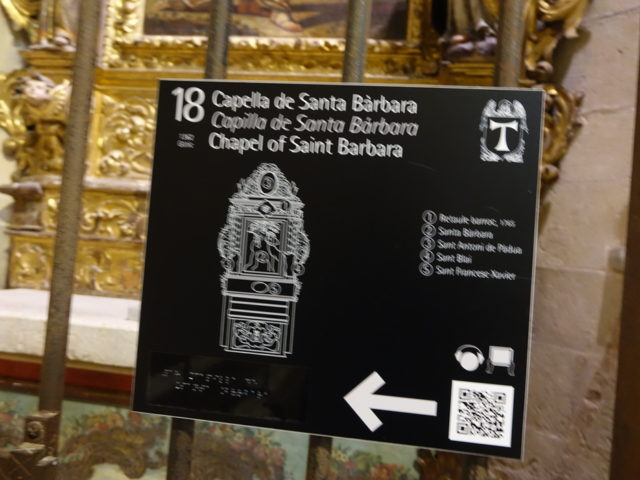 18
Capella de Santa Bàrbara
Capilla de Santa Bàrbara
Chapel of Saint Barbara
T
1 Retaule barroc, 1765
2 Santa Bàrbara
3 Sant Antoni de Pàdua
4 Sant Blai
5 Sant Francesc Xavier